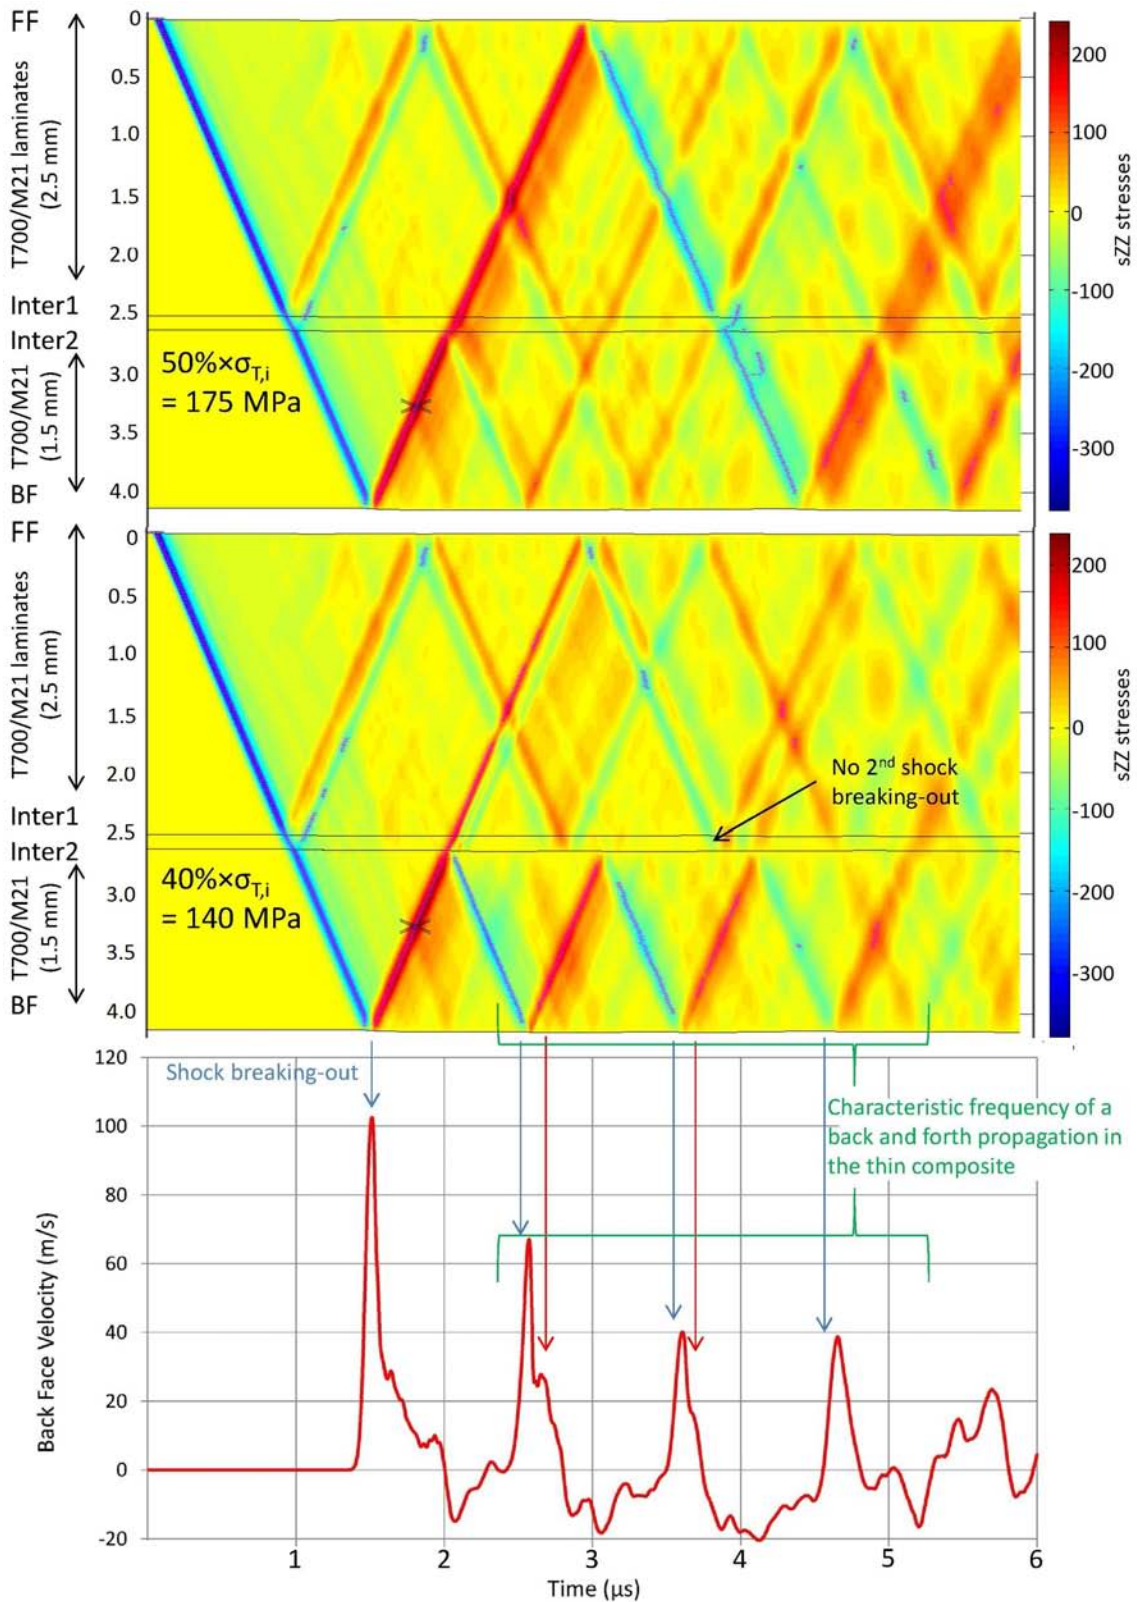 FF
T700/M21 laminates
(2.5 mm)
Inter1
Inter2
T700/M21
(1.5 mm)
BF
0
0.5
1.0
1.5
2.0
2.5
3.0
3.5
4.0
50%×σT,i
= 175 MPa
200
100
0
-100
-200
-300
sZZ stresses
FF
T700/M21 laminates
(2.5 mm)
Inter1
Inter2
T700/M21
(1.5 mm)
BF
0
0.5
1.0
1.5
2.0
2.5
3.0
3.5
4.0
No 2nd shock
breaking-out
40%×σT,i
= 140 MPa
200
100
0
-100
-200
-300
sZZ stresses
Shock breaking-out
Characteristic frequency of a
back and forth propagation in
the thin composite
Back Face Velocity (m/s)
120
100
80
60
40
20
0
-20
1 2 3 4 5 6
Time (μs)